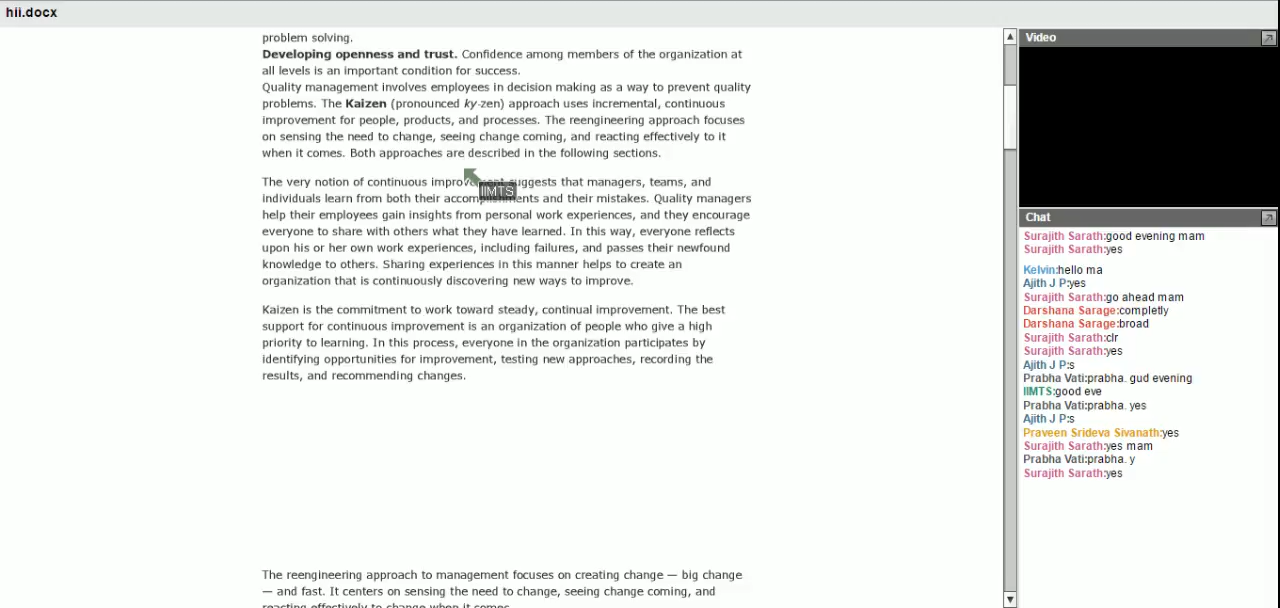 hii.docx
problem solving.
Developing openness and trust. Confidence among members of the organization at
all levels is an important condition for success.
Quality management involves employees in decision making as a way to prevent quality
problems. The Kaizen (pronounced ky-zen) approach uses incremental, continuous
improvement for people, products, and processes. The reengineering approach focuses
on sensing the need to change, seeing change coming, and reacting effectively to it
when it comes. Both approaches are described in the following sections.
The very notion of continuous improvement suggests that managers, teams, and
IIMTS
individuals learn from both their accomplishments and their mistakes. Quality managers
help their employees gain insights from personal work experiences, and they encourage
everyone to share with others what they have learned. In this way, everyone reflects
upon his or her own work experiences, including failures, and passes their newfound
knowledge to others. Sharing experiences in this manner helps to create an
organization that is continuously discovering new ways to improve.
Kaizen is the commitment to work toward steady, continual improvement. The best
support for continuous improvement is an organization of people who give a high
priority to learning. In this process, everyone in the organization participates by
identifying opportunities for improvement, testing new approaches, recording the
results, and recommending changes.
The reengineering approach to management focuses on creating change — big change
— and fast. It centers on sensing the need to change, seeing change coming, and
reacting effectively to change when it comes.
Video
Chat
Surajith Sarath:good evening mam
Surajith Sarath:yes
Kelvin:hello ma
Ajith J P:yes
Surajith Sarath:go ahead mam
Darshana Sarage:completly
Darshana Sarage:broad
Surajith Sarath:clr
Surajith Sarath:yes
Ajith J P:s
Prabha Vati:prabha. gud evening
IIMTS:good eve
Prabha Vati:prabha. yes
Ajith J P:s
Praveen Srideva Sivanath:yes
Surajith Sarath:yes mam
Prabha Vati:prabha. y
Surajith Sarath:yes